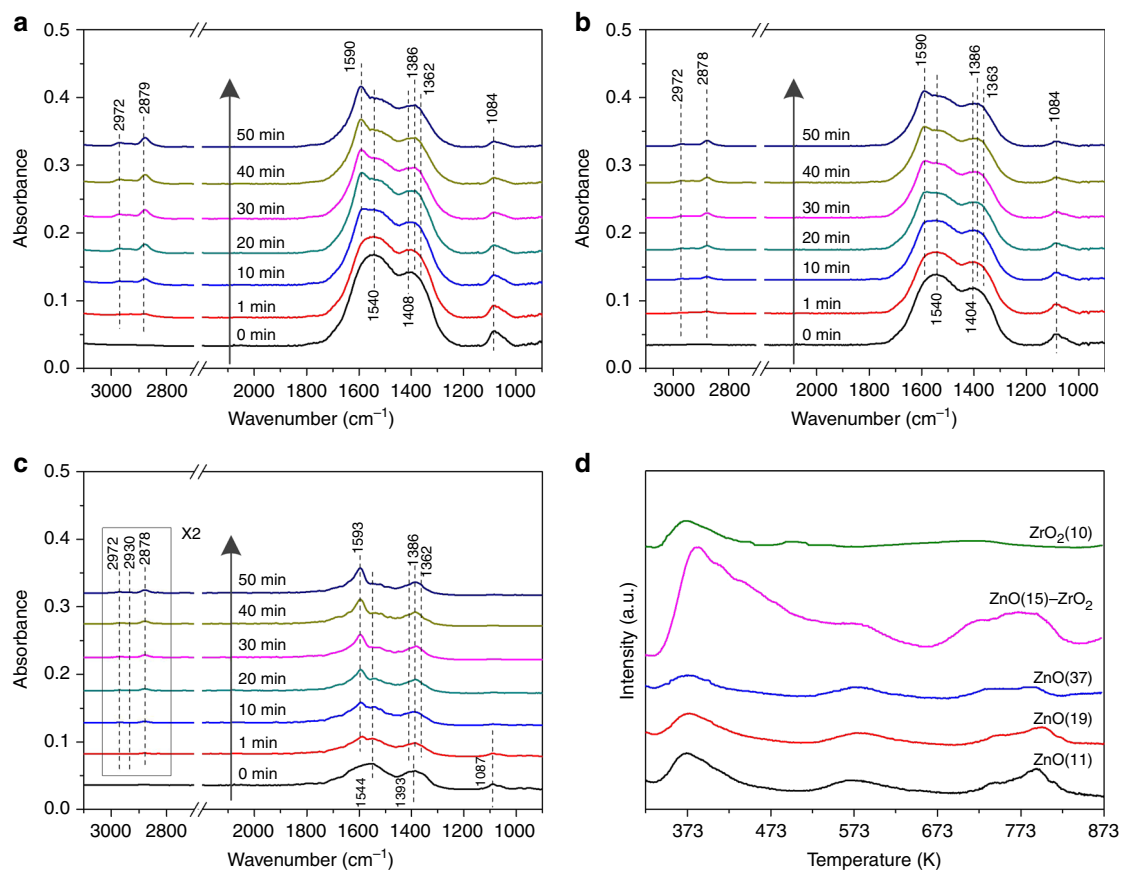 a
0.5
0.4
0.3
0.2
0.1
0.0
Absorbance
2972
2879
1590
1386
1362
1084
50 min
40 min
30 min
20 min
10 min
1 min
0 min
1540
1408
3000 2800 2000 1800 1600 1400 1200 1000
Wavenumber (cm⁻¹)
b
0.5
0.4
0.3
0.2
0.1
0.0
Absorbance
2972
2878
1590
1386
1363
1084
50 min
40 min
30 min
20 min
10 min
1 min
0 min
1540
1404
3000 2800 2000 1800 1600 1400 1200 1000
Wavenumber (cm⁻¹)
c
0.5
0.4
0.3
0.2
0.1
0.0
Absorbance
X2
2972
2930
2878
1593
1386
1362
50 min
40 min
30 min
20 min
10 min
1 min
0 min
1544
1393
1087
3000 2800 2000 1800 1600 1400 1200 1000
Wavenumber (cm⁻¹)
d
Intensity (a.u.)
ZrO₂(10)
ZnO(15)–ZrO₂
ZnO(37)
ZnO(19)
ZnO(11)
373 473 573 673 773 873
Temperature (K)